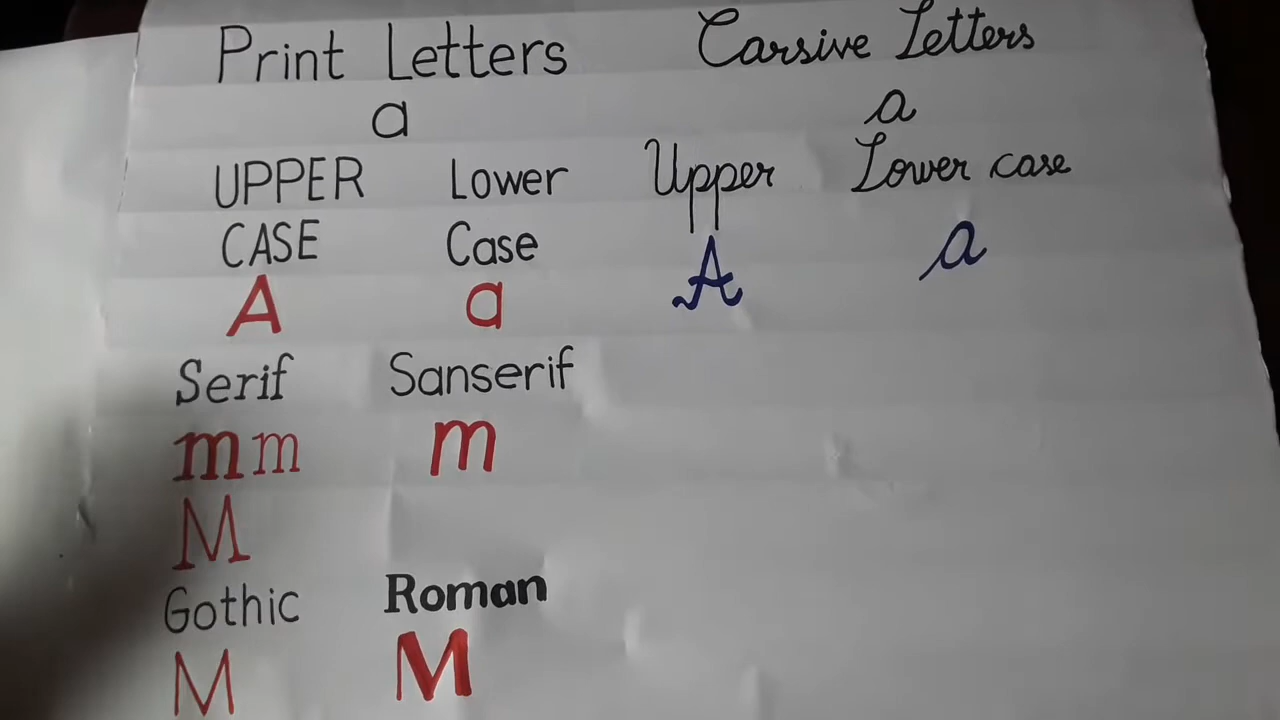 Print Letters Carsive Letters
a a
UPPER Lower Upper Lower case
CASE Case
A a A a
Serif Sanserif
m m m
M
Gothic Roman
M M